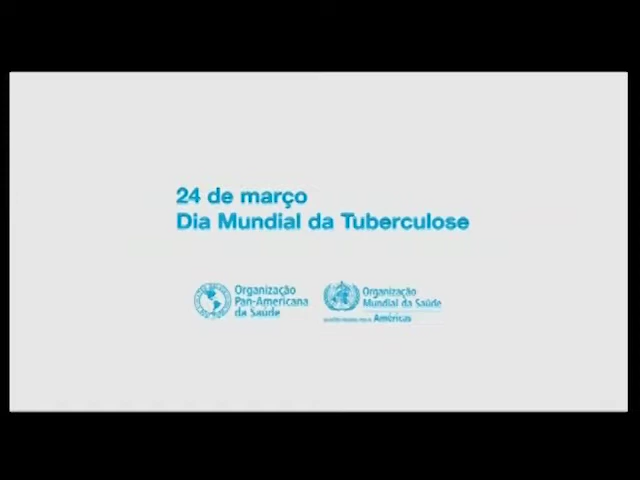 24 de março
Dia Mundial da Tuberculose
Organização
Pan-Americana
da Saúde
Organização
Mundial da Saúde
Américas